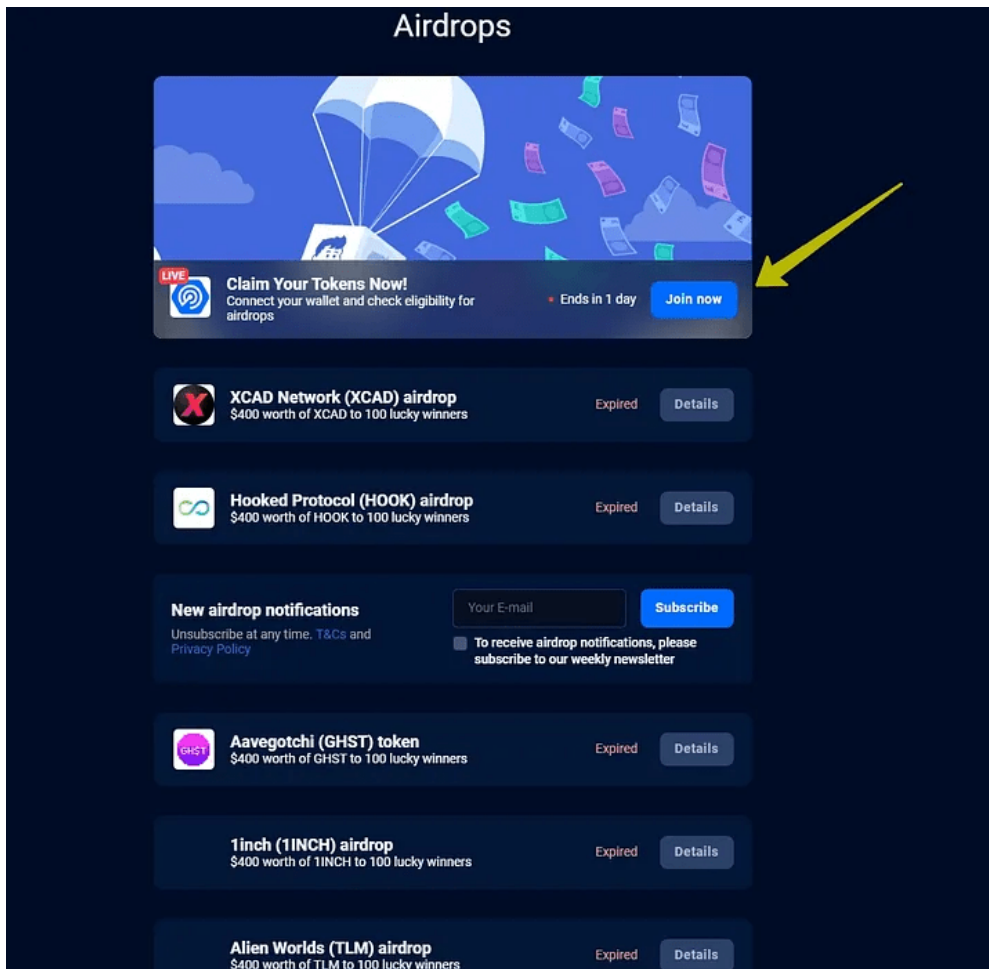 Airdrops
LIVE
Claim Your Tokens Now!
Connect your wallet and check eligibility for
airdrops
Ends in 1 day
Join now
XCAD Network (XCAD) airdrop
$400 worth of XCAD to 100 lucky winners
Expired
Details
Hooked Protocol (HOOK) airdrop
$400 worth of HOOK to 100 lucky winners
Expired
Details
New airdrop notifications
Unsubscribe at any time. T&Cs and
Privacy Policy
Your E-mail
Subscribe
To receive airdrop notifications, please
subscribe to our weekly newsletter
GHST
Aavegotchi (GHST) token
$400 worth of GHST to 100 lucky winners
Expired
Details
1inch (1INCH) airdrop
$400 worth of 1INCH to 100 lucky winners
Expired
Details
Alien Worlds (TLM) airdrop
$400 worth of TLM to 100 lucky winners
Expired
Details